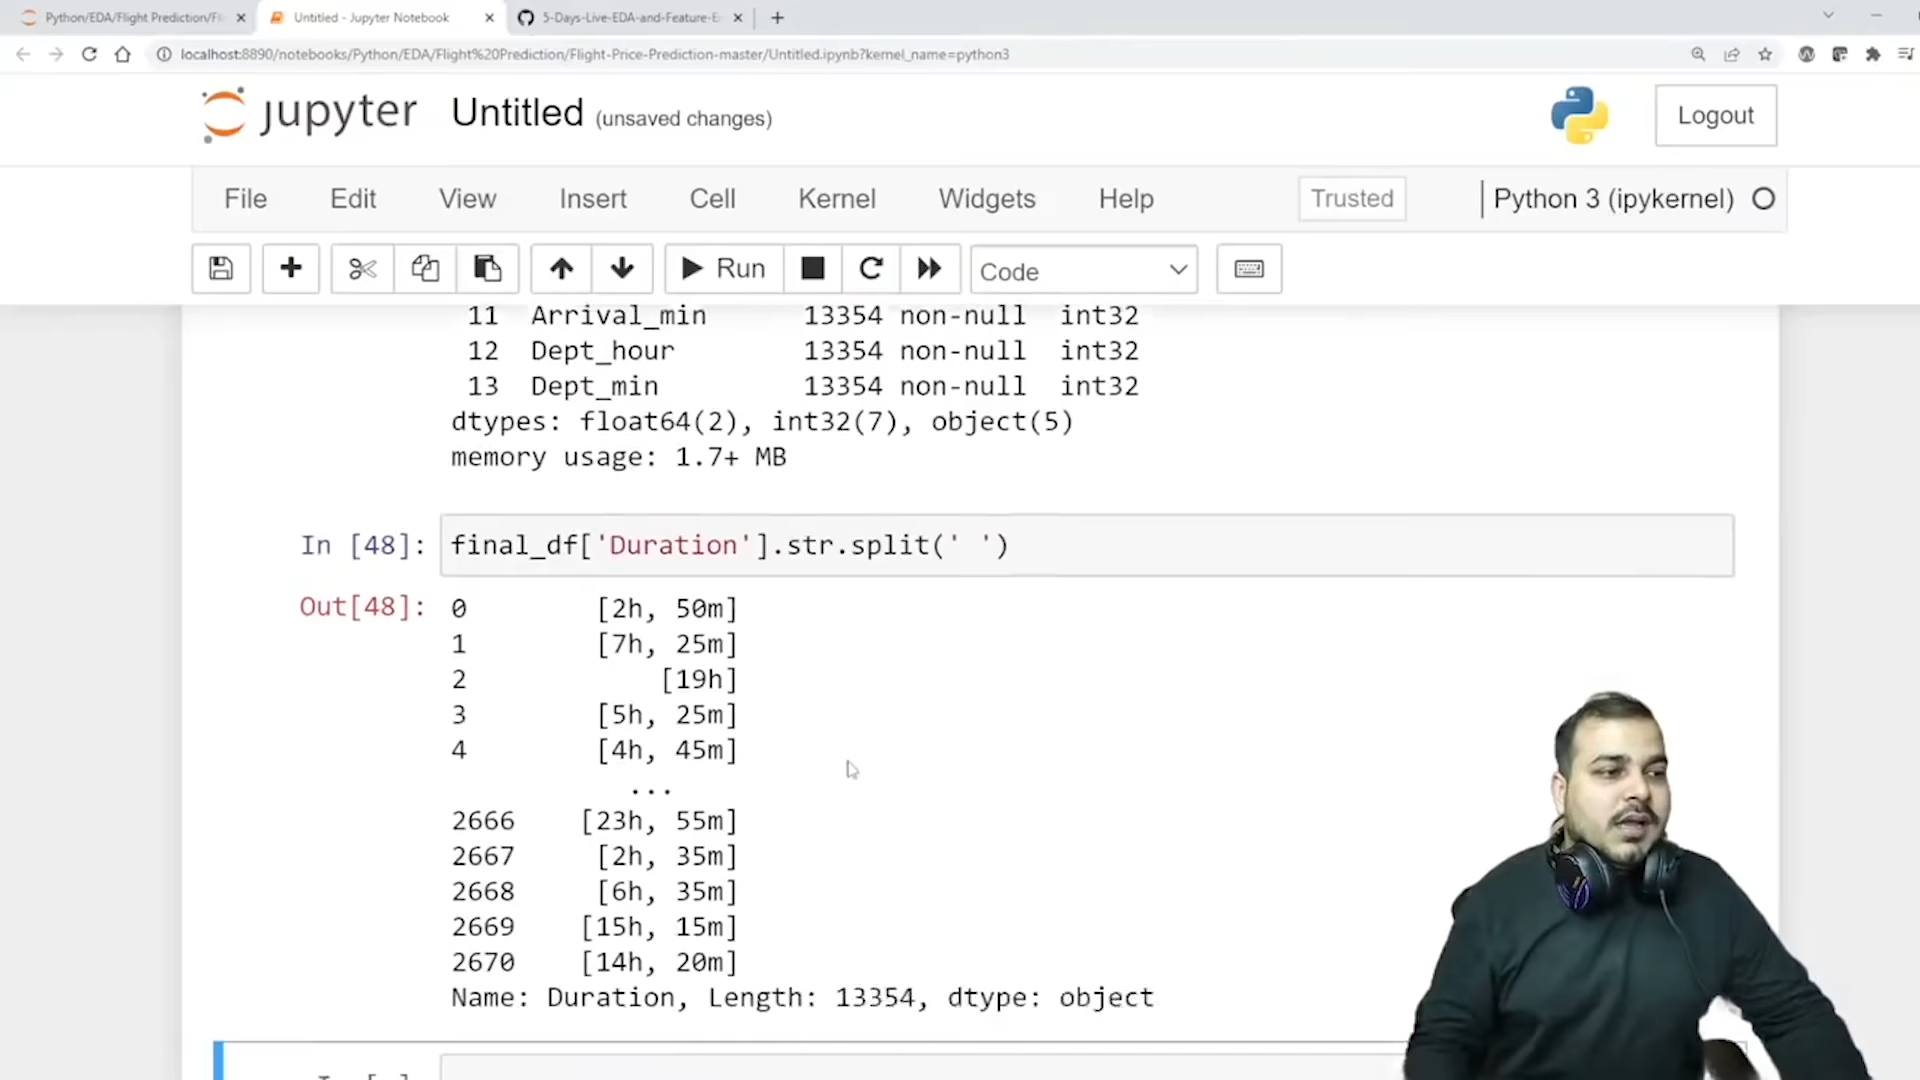 Python/EDA/Flight Prediction/Fl
Untitled - Jupyter Notebook
5-Days-Live-EDA-and-Feature-E
localhost:8890/notebooks/Python/EDA/Flight%20Prediction/Flight-Price-Prediction-master/Untitled.ipynb?kernel_name=python3
jupyter Untitled (unsaved changes)
Logout
File Edit View Insert Cell Kernel Widgets Help Trusted Python 3 (ipykernel)
Run Code
11 Arrival_min 13354 non-null int32
12 Dept_hour 13354 non-null int32
13 Dept_min 13354 non-null int32
dtypes: float64(2), int32(7), object(5)
memory usage: 1.7+ MB
In [48]: final_df['Duration'].str.split(' ')
Out[48]: 0 [2h, 50m]
1 [7h, 25m]
2 [19h]
3 [5h, 25m]
4 [4h, 45m]
...
2666 [23h, 55m]
2667 [2h, 35m]
2668 [6h, 35m]
2669 [15h, 15m]
2670 [14h, 20m]
Name: Duration, Length: 13354, dtype: object